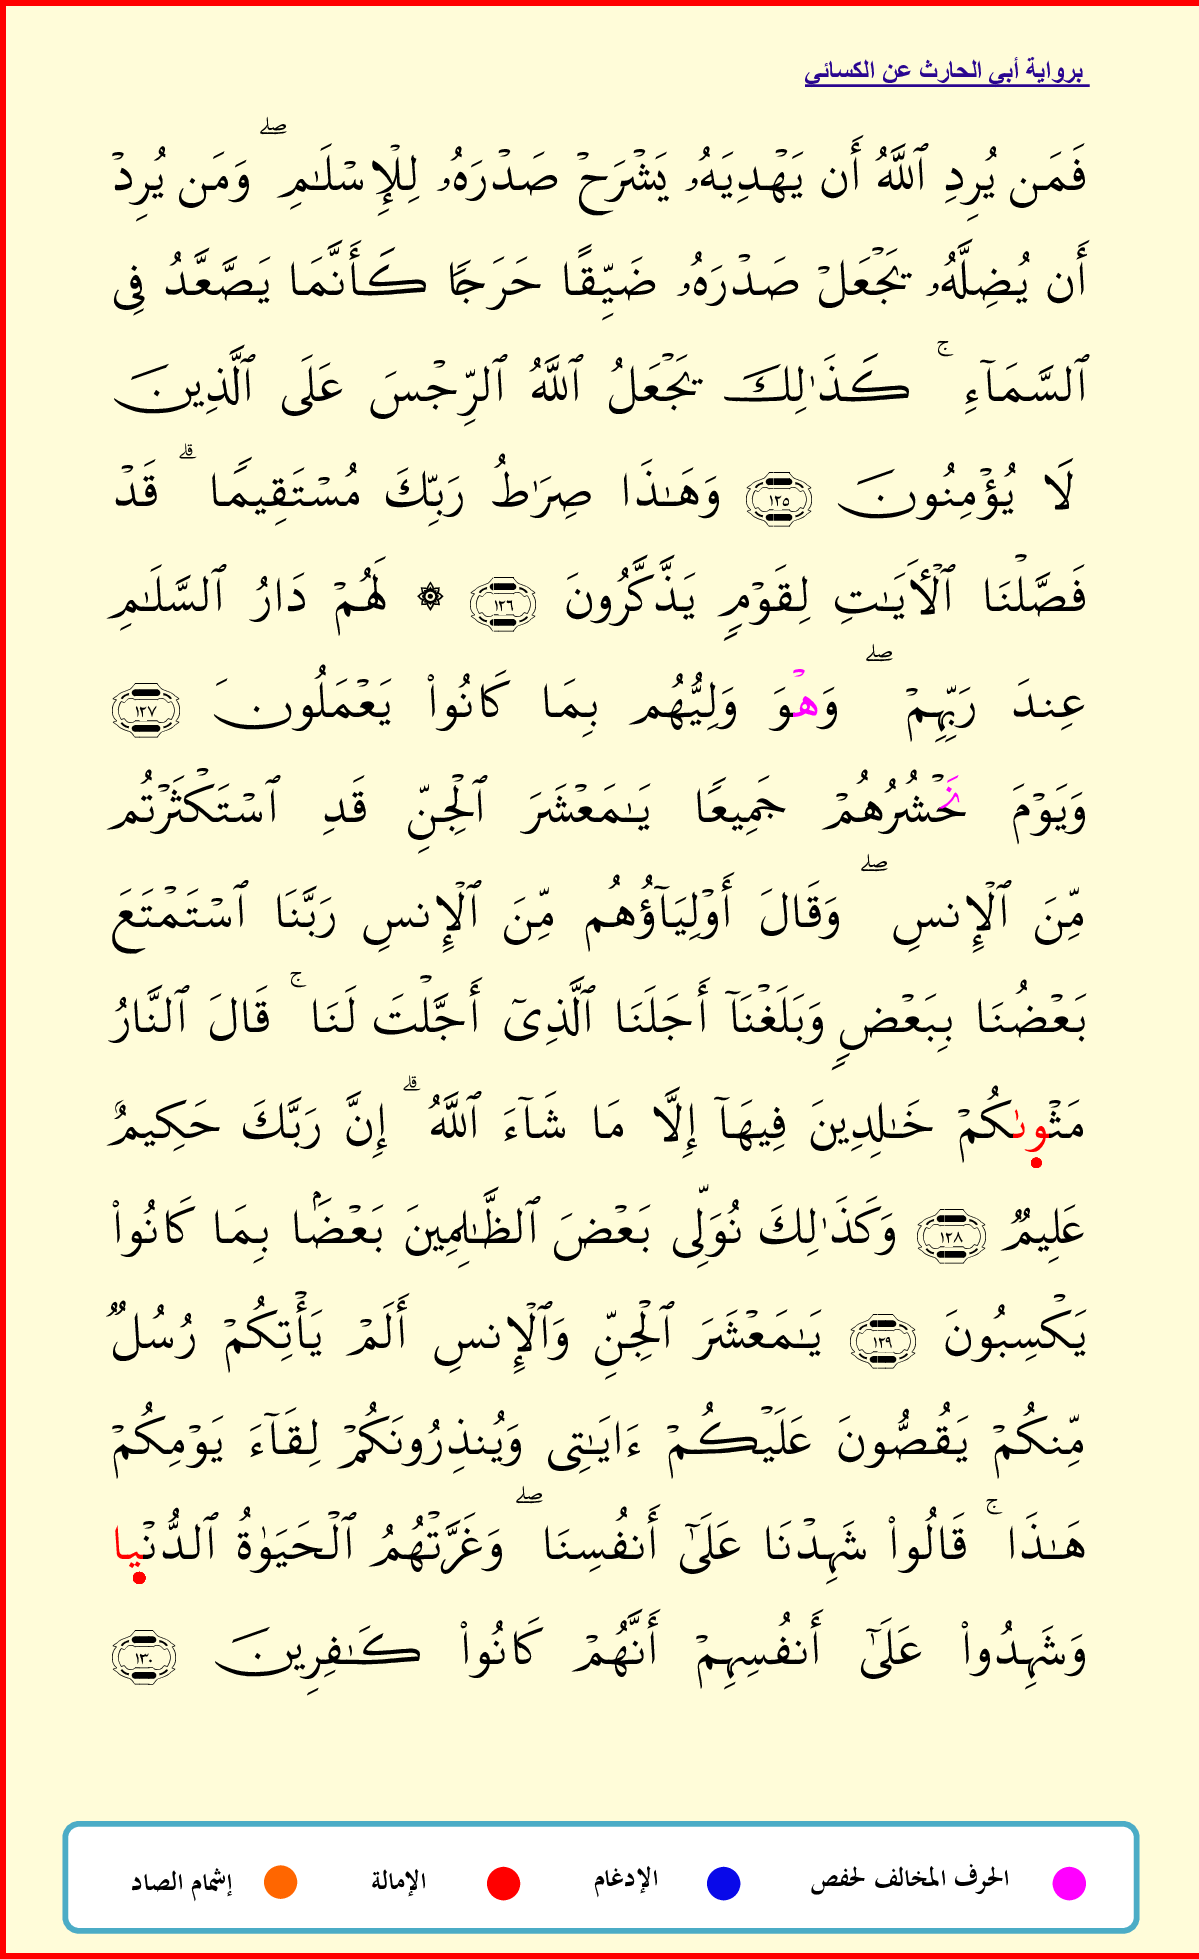 برواية أبي الحارث عن الكسائي
فَمَن يُرِدِ ٱللَّهُ أَن يَهْدِيَهُۥ يَشْرَحْ صَدْرَهُۥ لِلْإِسْلَٰمِ ۖ وَمَن يُرِدْ
أَن يُضِلَّهُۥ يَجْعَلْ صَدْرَهُۥ ضَيِّقًا حَرَجًا كَأَنَّمَا يَصَّعَّدُ فِى
ٱلسَّمَآءِ ۚ كَذَٰلِكَ يَجْعَلُ ٱللَّهُ ٱلرِّجْسَ عَلَى ٱلَّذِينَ
لَا يُؤْمِنُونَ ١٢٥ وَهَـٰذَا صِرَٰطُ رَبِّكَ مُسْتَقِيمًا ۗ قَدْ
فَصَّلْنَا ٱلْأَيَـٰتِ لِقَوْمٍ يَذَّكَّرُونَ ١٢٦ ۞ لَهُمْ دَارُ ٱلسَّلَـٰمِ
عِندَ رَبِّهِمْ ۖ وَهْوَ وَلِيُّهُم بِمَا كَانُوا۟ يَعْمَلُونَ ١٢٧
وَيَوْمَ نَحْشُرُهُمْ جَمِيعًا يَـٰمَعْشَرَ ٱلْجِنِّ قَدِ ٱسْتَكْثَرْتُم
مِّنَ ٱلْإِنسِ ۖ وَقَالَ أَوْلِيَآؤُهُم مِّنَ ٱلْإِنسِ رَبَّنَا ٱسْتَمْتَعَ
بَعْضُنَا بِبَعْضٍ وَبَلَغْنَآ أَجَلَنَا ٱلَّذِىٓ أَجَّلْتَ لَنَا ۚ قَالَ ٱلنَّارُ
مَثْوىٰكُمْ خَـٰلِدِينَ فِيهَآ إِلَّا مَا شَآءَ ٱللَّهُ ۗ إِنَّ رَبَّكَ حَكِيمٌ
عَلِيمٌ ١٢٨ وَكَذَٰلِكَ نُوَلِّى بَعْضَ ٱلظَّـٰلِمِينَ بَعْضًۢا بِمَا كَانُوا۟
يَكْسِبُونَ ١٢٩ يَـٰمَعْشَرَ ٱلْجِنِّ وَٱلْإِنسِ أَلَمْ يَأْتِكُمْ رُسُلٌ
مِّنكُمْ يَقُصُّونَ عَلَيْكُمْ ءَايَـٰتِى وَيُنذِرُونَكُمْ لِقَآءَ يَوْمِكُمْ
هَـٰذَا ۚ قَالُوا۟ شَهِدْنَا عَلَىٰٓ أَنفُسِنَا ۖ وَغَرَّتْهُمُ ٱلْحَيَوٰةُ ٱلدُّنْيا
وَشَهِدُوا۟ عَلَىٰٓ أَنفُسِهِمْ أَنَّهُمْ كَانُوا۟ كَـٰفِرِينَ ١٣٠
الحرف المخالف لحفص الإدغام الإمالة إشمام الصاد